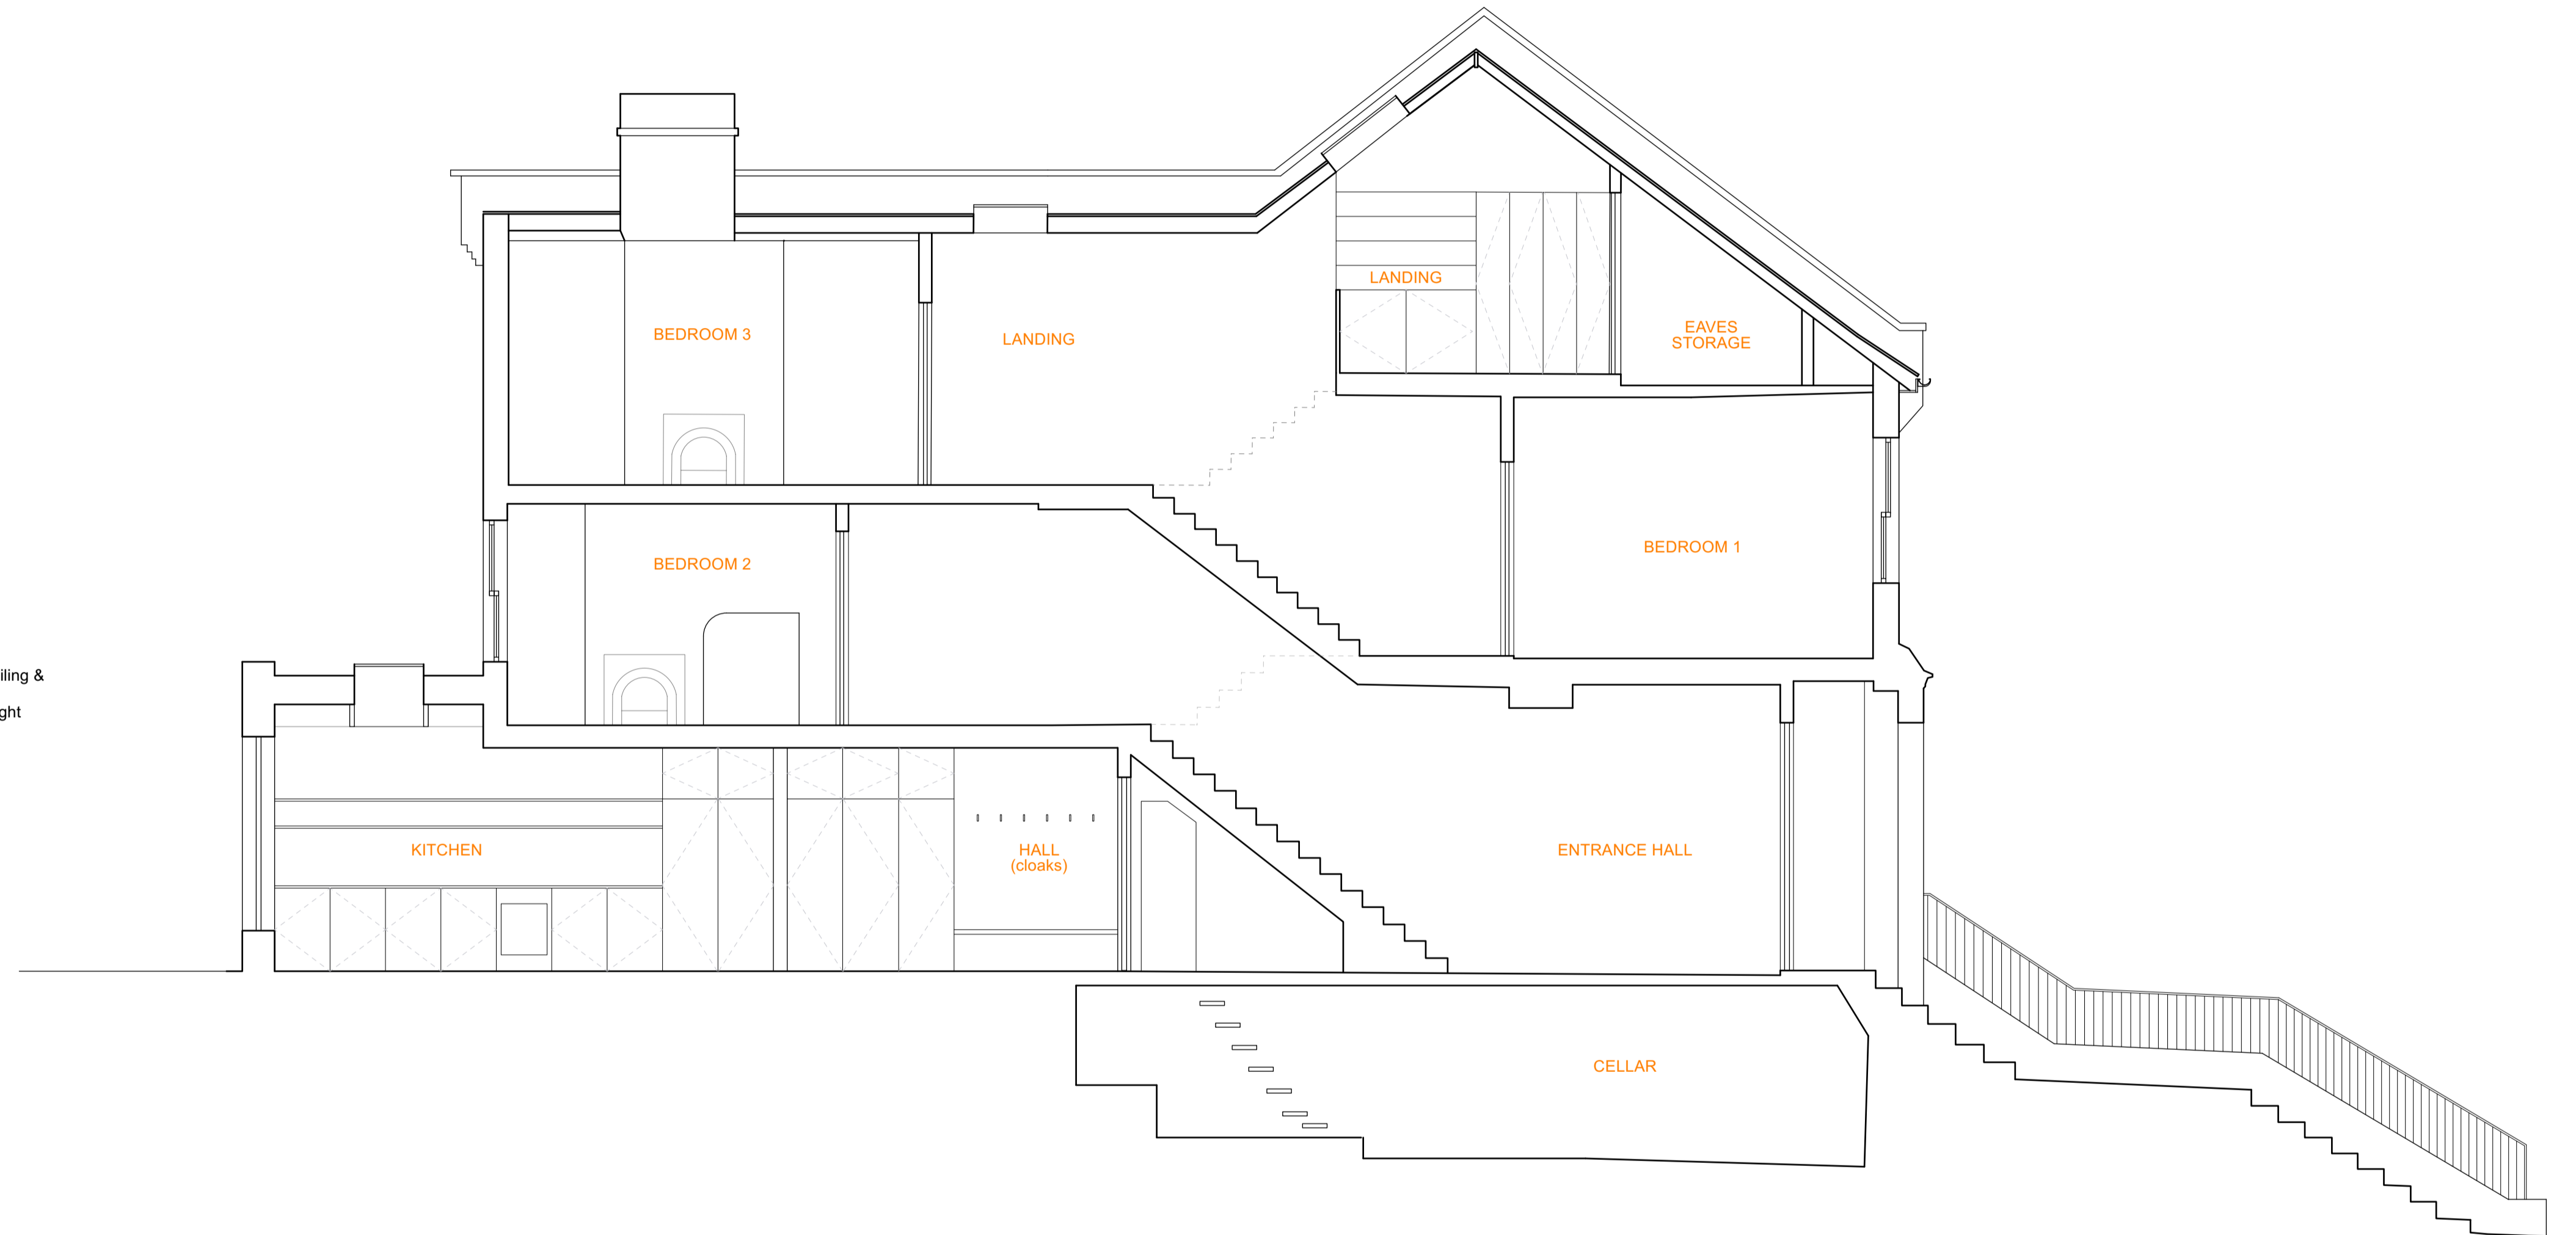 LANDING
EAVES
STORAGE
BEDROOM 3
LANDING
BEDROOM 1
BEDROOM 2
iling &
ght
KITCHEN
HALL
(cloaks)
ENTRANCE HALL
CELLAR